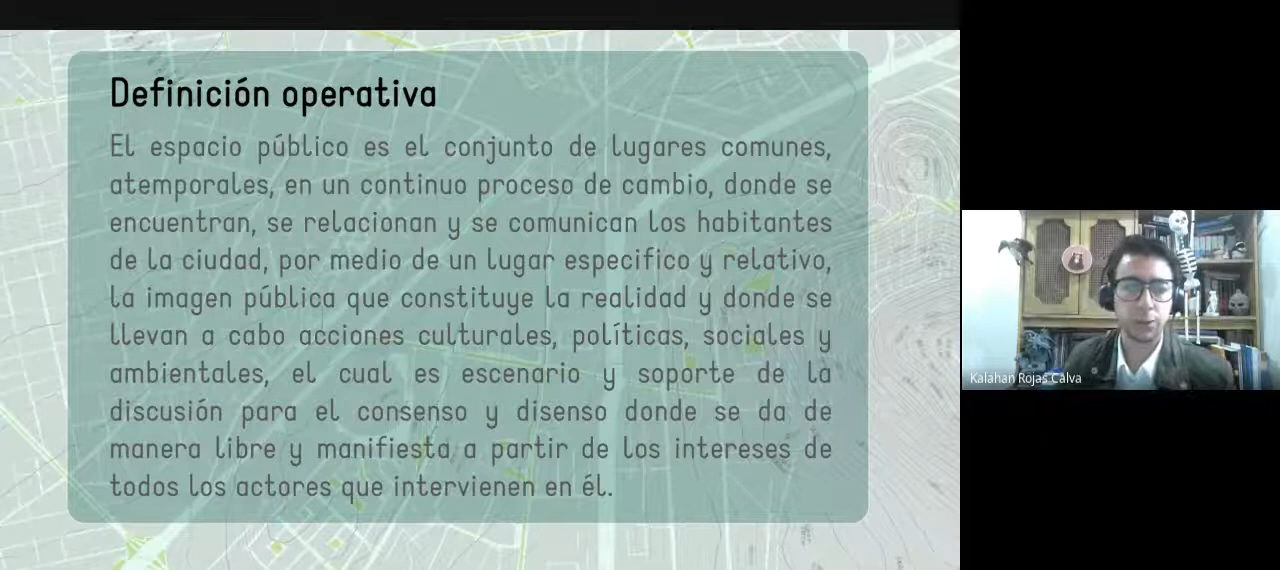 Definición operativa
El espacio público es el conjunto de lugares comunes,
atemporales, en un continuo proceso de cambio, donde se
encuentran, se relacionan y se comunican los habitantes
de la ciudad, por medio de un lugar especifico y relativo,
la imagen pública que constituye la realidad y donde se
llevan a cabo acciones culturales, políticas, sociales y
ambientales, el cual es escenario y soporte de la
discusión para el consenso y disenso donde se da de
manera libre y manifiesta a partir de los intereses de
todos los actores que intervienen en él.
Kalahan Rojas Calva